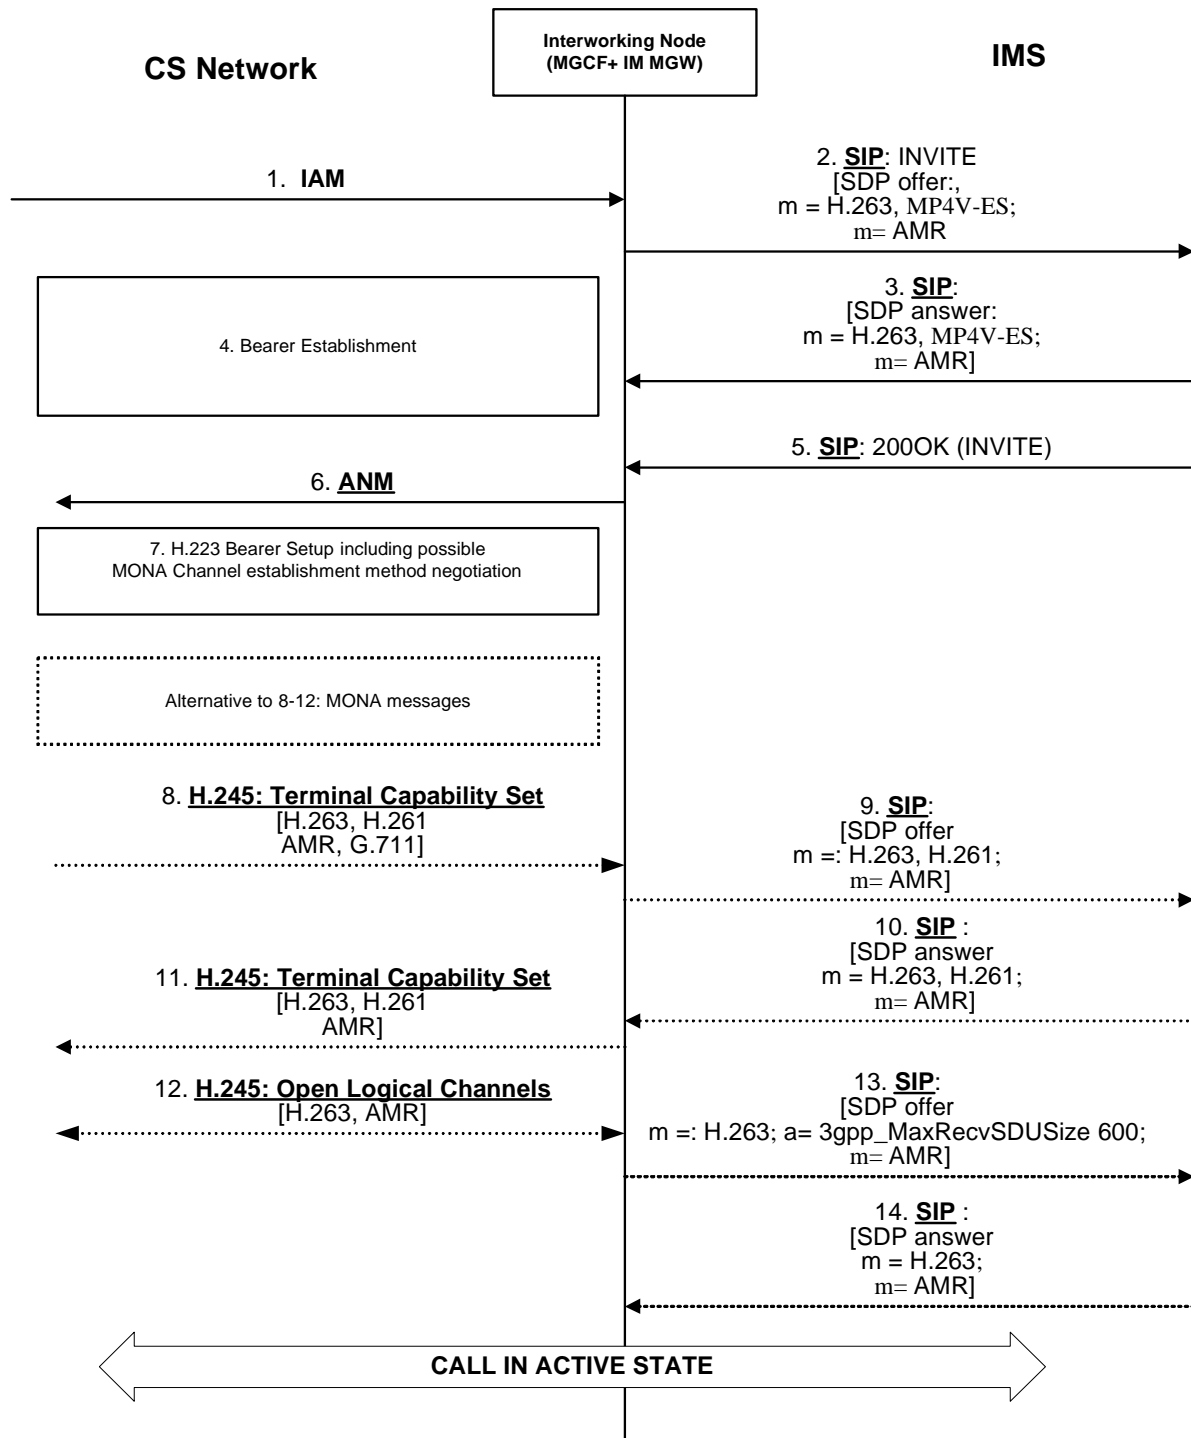 CS Network
Interworking Node
(MGCF+ IM MGW)
IMS
1. IAM
2. SIP: INVITE
[SDP offer:,
m = H.263, MP4V-ES;
m= AMR
3. SIP:
[SDP answer:
m = H.263, MP4V-ES;
m= AMR]
4. Bearer Establishment
5. SIP: 200OK (INVITE)
6. ANM
7. H.223 Bearer Setup including possible
MONA Channel establishment method negotiation
Alternative to 8-12: MONA messages
8. H.245: Terminal Capability Set
[H.263, H.261
AMR, G.711]
9. SIP:
[SDP offer
m =: H.263, H.261;
m= AMR]
10. SIP :
[SDP answer
m = H.263, H.261;
m= AMR]
11. H.245: Terminal Capability Set
[H.263, H.261
AMR]
12. H.245: Open Logical Channels
[H.263, AMR]
13. SIP:
[SDP offer
m =: H.263; a= 3gpp_MaxRecvSDUSize 600;
m= AMR]
14. SIP :
[SDP answer
m = H.263;
m= AMR]
CALL IN ACTIVE STATE